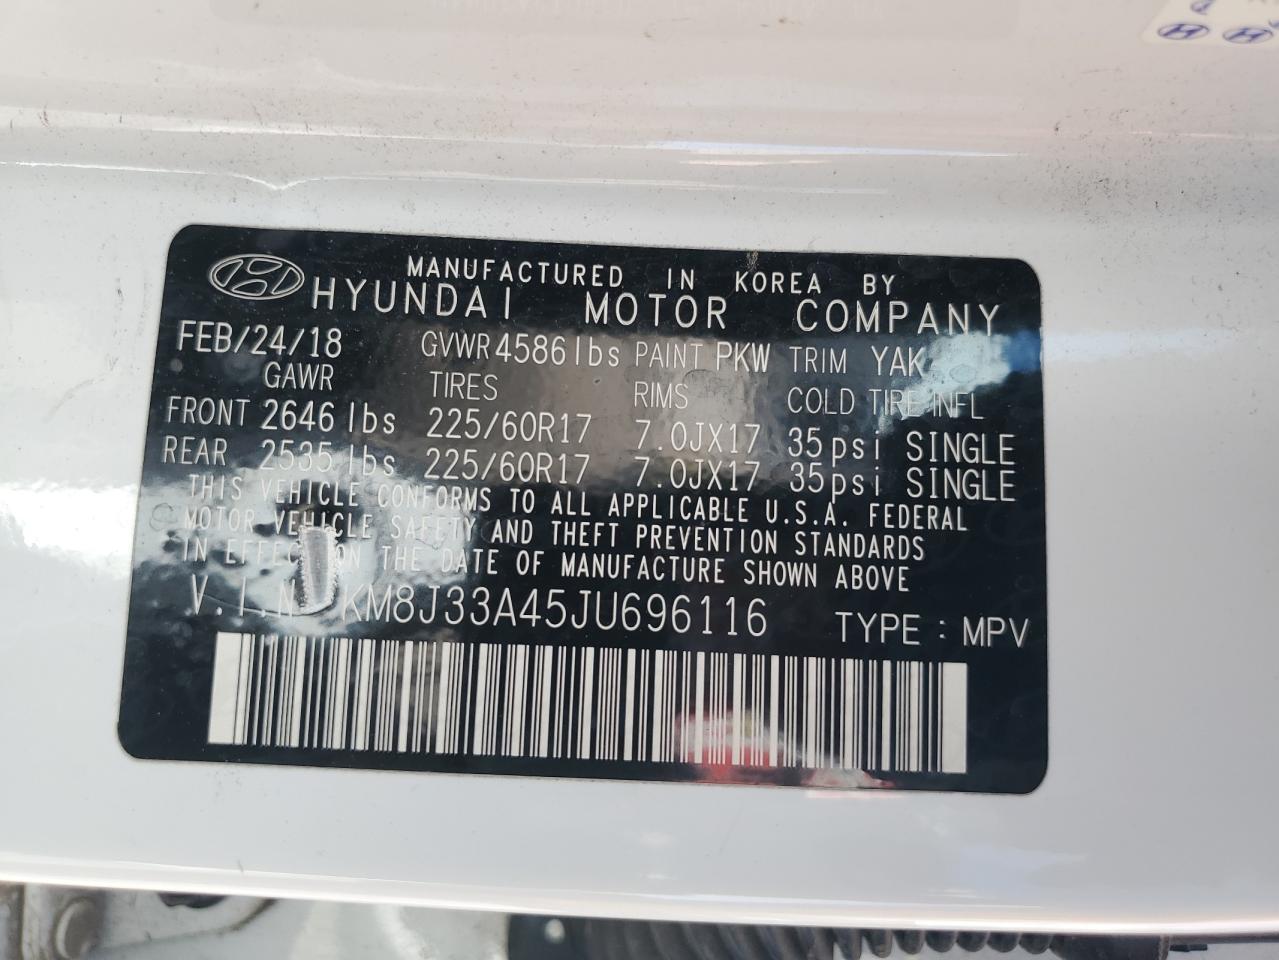 MANUFACTURED IN KOREA BY
HYUNDAI MOTOR COMPANY
FEB/24/18 GVWR 4586 lbs PAINT PKW TRIM YAK
GAWR TIRES RIMS COLD TIRE INFL
FRONT 2646 lbs 225/60R17 7.0JX17 35psi SINGLE
REAR 2535 lbs 225/60R17 7.0JX17 35psi SINGLE
THIS VEHICLE CONFORMS TO ALL APPLICABLE U.S.A. FEDERAL
MOTOR VEHICLE SAFETY AND THEFT PREVENTION STANDARDS
IN EFFECT ON THE DATE OF MANUFACTURE SHOWN ABOVE
V.I.N KM8J33A45JU696116 TYPE : MPV